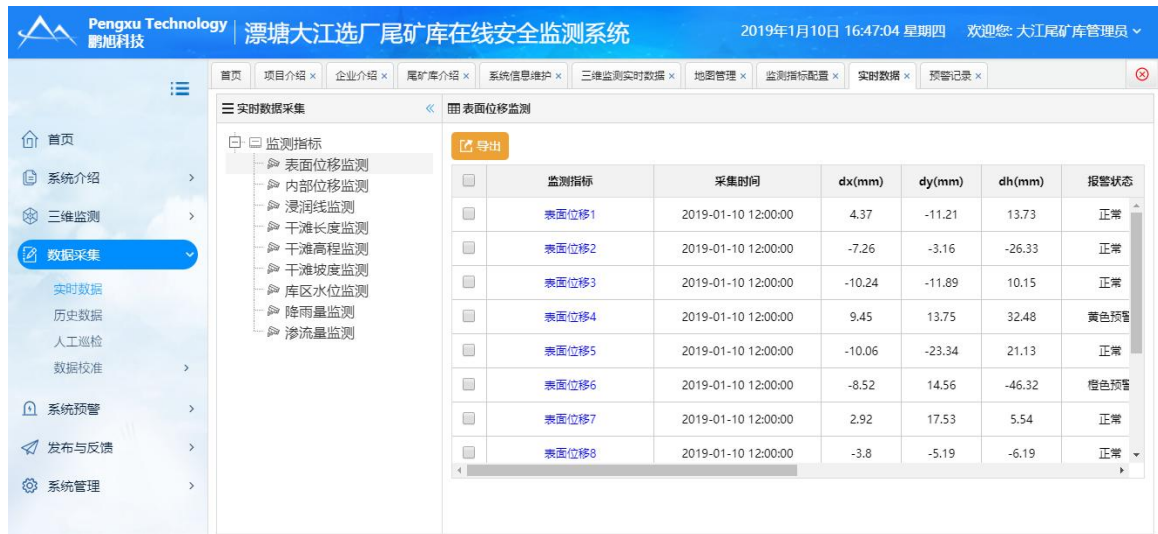 Pengxu Technology
鹏旭科技
漂塘大江选厂尾矿库在线安全监测系统
2019年1月10日 16:47:04 星期四 欢迎您: 大江尾矿库管理员
首页 项目介绍 × 企业介绍 × 尾矿库介绍 × 系统信息维护 × 三维监测实时数据 × 地图管理 × 监测指标配置 × 实时数据 × 预警记录 ×
首页
系统介绍
三维监测
数据采集
实时数据
历史数据
人工巡检
数据校准
系统预警
发布与反馈
系统管理
实时数据采集
监测指标
表面位移监测
内部位移监测
浸润线监测
干滩长度监测
干滩高程监测
干滩坡度监测
库区水位监测
降雨量监测
渗流量监测
表面位移监测
导出
监测指标 采集时间 dx(mm) dy(mm) dh(mm) 报警状态
表面位移1 2019-01-10 12:00:00 4.37 -11.21 13.73 正常
表面位移2 2019-01-10 12:00:00 -7.26 -3.16 -26.33 正常
表面位移3 2019-01-10 12:00:00 -10.24 -11.89 10.15 正常
表面位移4 2019-01-10 12:00:00 9.45 13.75 32.48 黄色预警
表面位移5 2019-01-10 12:00:00 -10.06 -23.34 21.13 正常
表面位移6 2019-01-10 12:00:00 -8.52 14.56 -46.32 橙色预警
表面位移7 2019-01-10 12:00:00 2.92 17.53 5.54 正常
表面位移8 2019-01-10 12:00:00 -3.8 -5.19 -6.19 正常